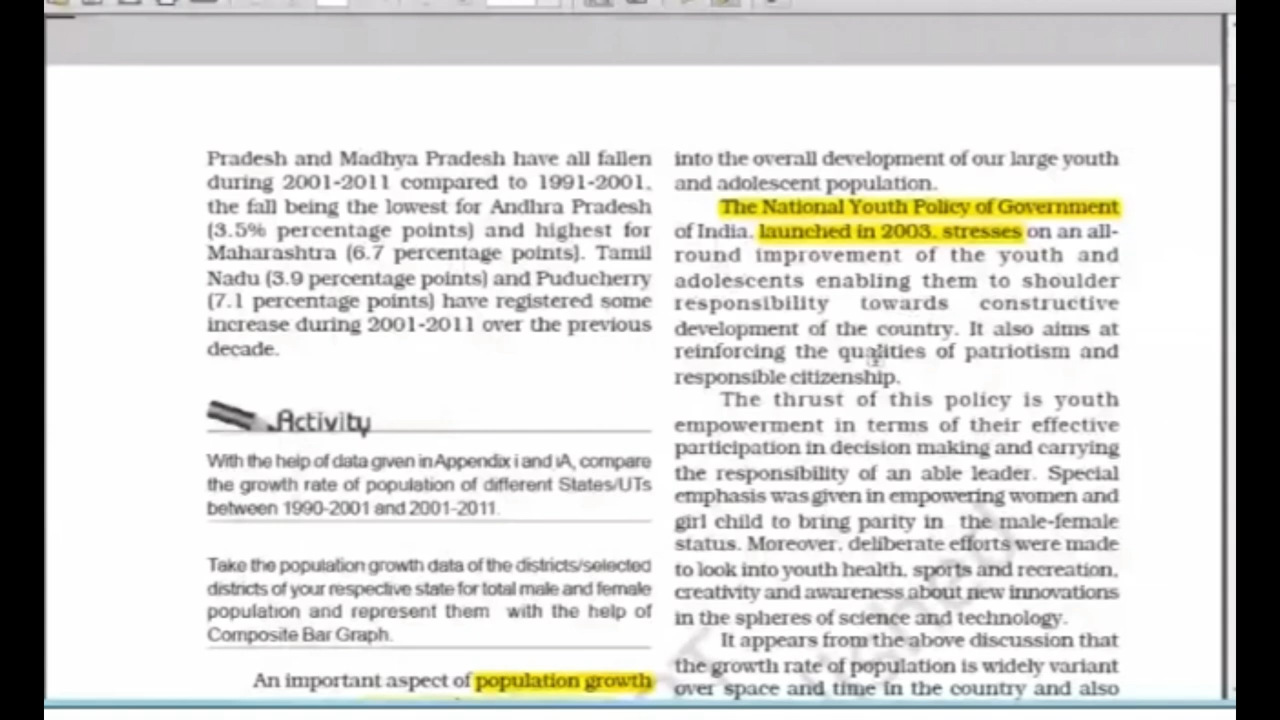 Pradesh and Madhya Pradesh have all fallen
during 2001-2011 compared to 1991-2001,
the fall being the lowest for Andhra Pradesh
(3.5% percentage points) and highest for
Maharashtra (6.7 percentage points). Tamil
Nadu (3.9 percentage points) and Puducherry
(7.1 percentage points) have registered some
increase during 2001-2011 over the previous
decade.
Activity
With the help of data given in Appendix i and iA, compare
the growth rate of population of different States/UTs
between 1990-2001 and 2001-2011.
Take the population growth data of the districts/selected
districts of your respective state for total male and female
population and represent them with the help of
Composite Bar Graph.
An important aspect of population growth
into the overall development of our large youth
and adolescent population.
The National Youth Policy of Government
of India, launched in 2003, stresses on an all-
round improvement of the youth and
adolescents enabling them to shoulder
responsibility towards constructive
development of the country. It also aims at
reinforcing the qualities of patriotism and
responsible citizenship.
The thrust of this policy is youth
empowerment in terms of their effective
participation in decision making and carrying
the responsibility of an able leader. Special
emphasis was given in empowering women and
girl child to bring parity in the male-female
status. Moreover, deliberate efforts were made
to look into youth health, sports and recreation,
creativity and awareness about new innovations
in the spheres of science and technology.
It appears from the above discussion that
the growth rate of population is widely variant
over space and time in the country and also